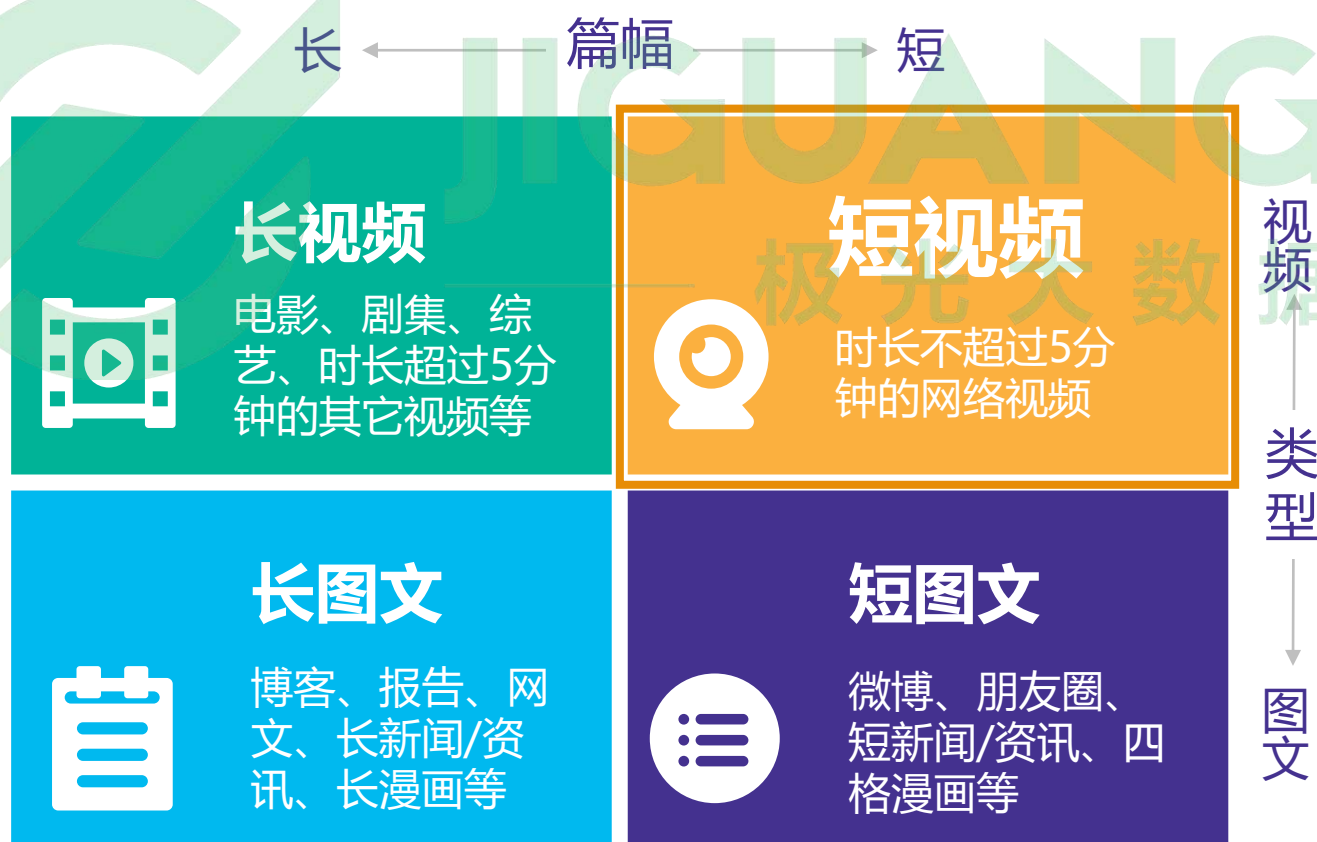 长 篇幅 短
JIGUANG
极光大数据
长视频
电影、剧集、综
艺、时长超过5分
钟的其它视频等
短视频
时长不超过5分
钟的网络视频
视频
类型
图文
长图文
博客、报告、网
文、长新闻/资
讯、长漫画等
短图文
微博、朋友圈、
短新闻/资讯、四
格漫画等